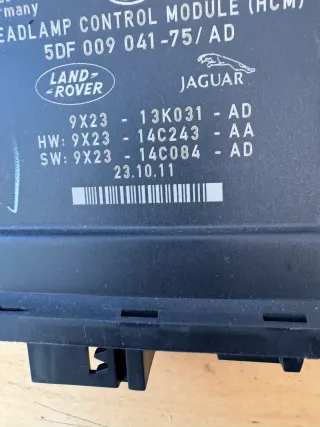 ermany
EADLAMP CONTROL MODULE (HCM)
5DF 009 041-75/AD
LAND-
ROVER
JAGUAR
9X23 - 13K031 - AD
HW: 9X23 - 14C243 - AA
SW: 9X23 - 14C084 - AD
23.10.11